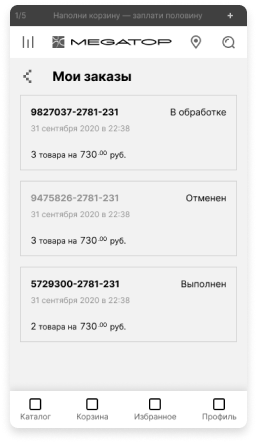 1/5 Наполни корзину — заплати половину +
MEGATOP
Мои заказы
9827037-2781-231 В обработке
31 сентября 2020 в 22:38
3 товара на 730.00 руб.
9475826-2781-231 Отменен
31 сентября 2020 в 22:38
3 товара на 730.00 руб.
5729300-2781-231 Выполнен
31 сентября 2020 в 22:38
2 товара на 730.00 руб.
Каталог Корзина Избранное Профиль